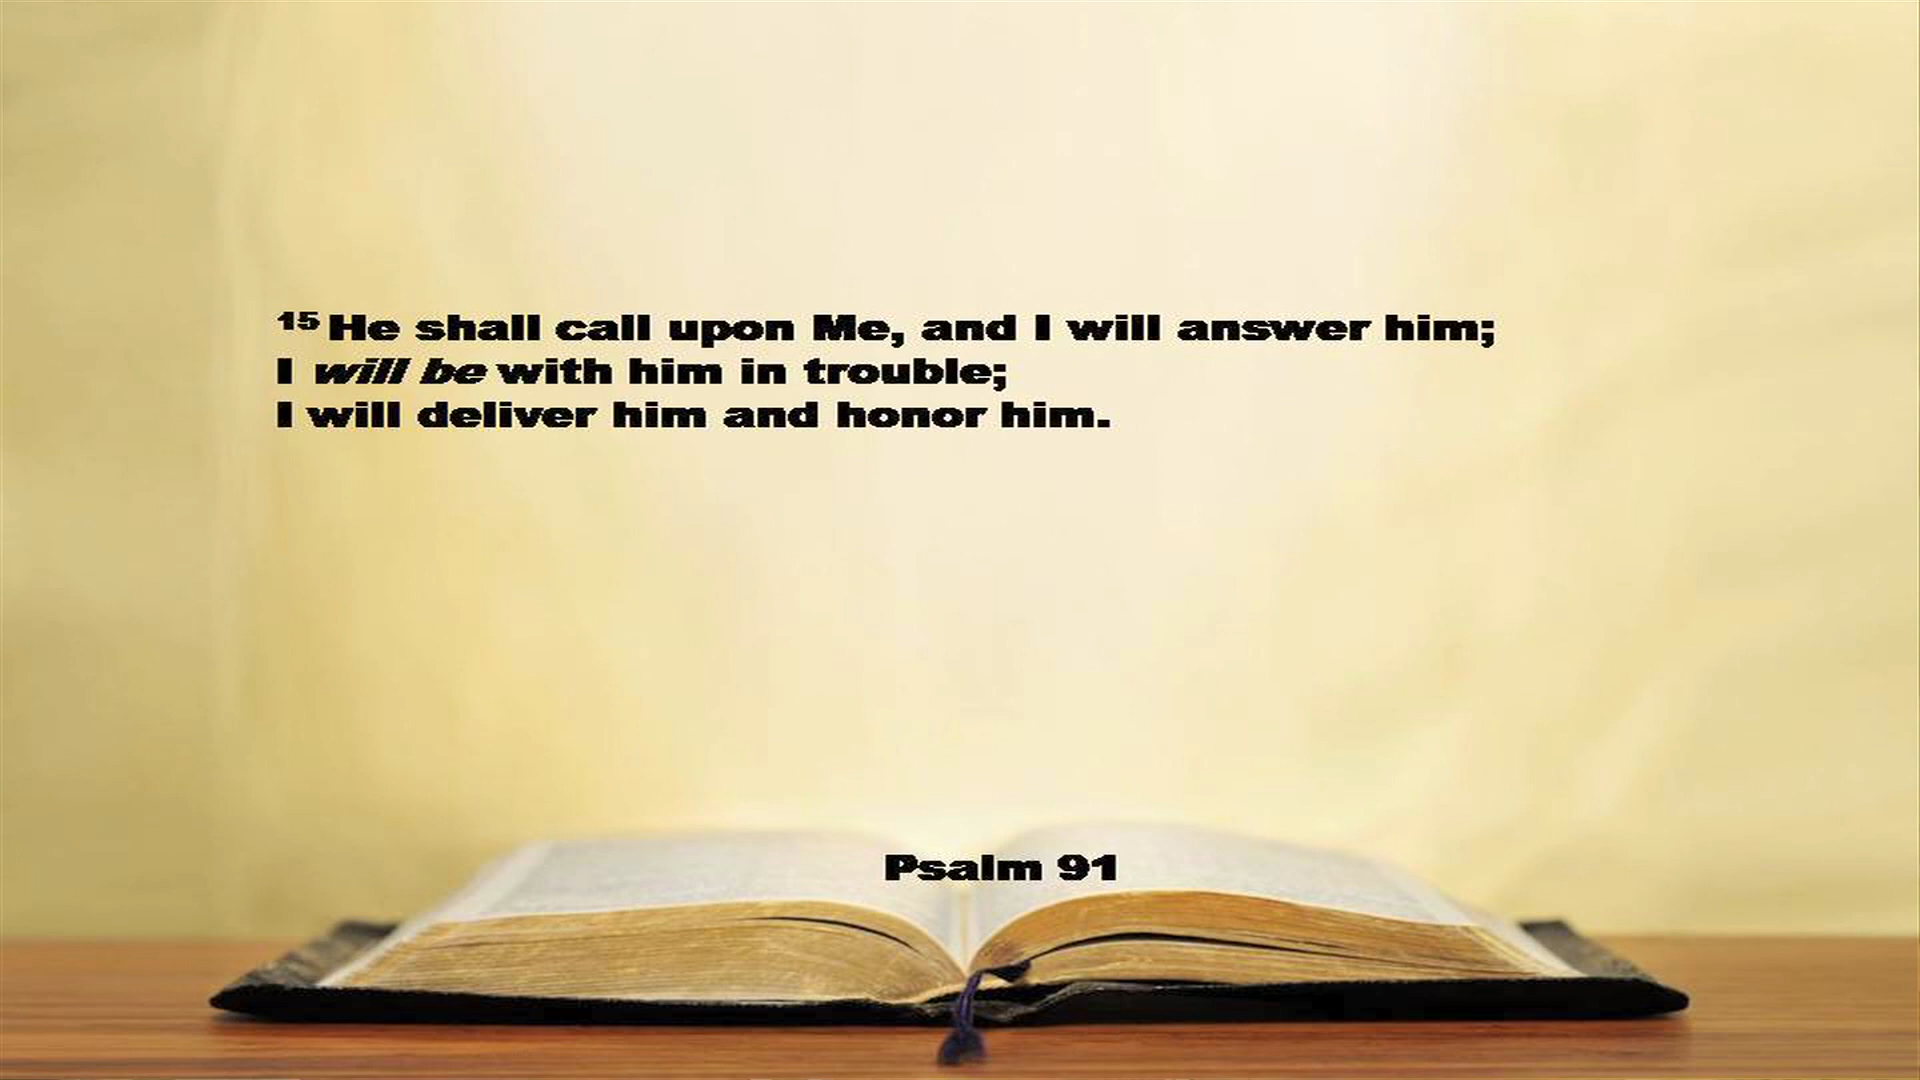 15 He shall call upon Me, and I will answer him;
I will be with him in trouble;
I will deliver him and honor him.
Psalm 91